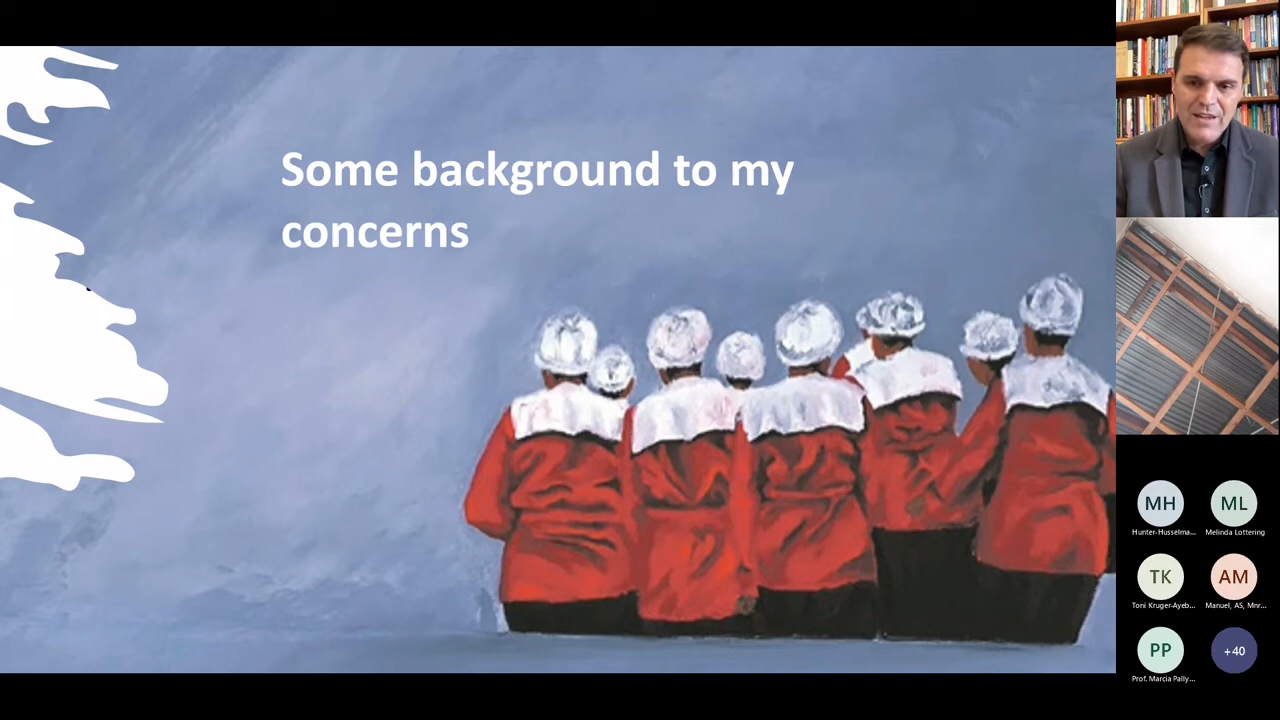 Some background to my
concerns
MH
ML
Hunter-Husselma...
Melinda Lottering
TK
AM
Toni Kruger-Ayeb...
Manuel, AS, Mnr...
PP
+40
Prof. Marcia Pally...